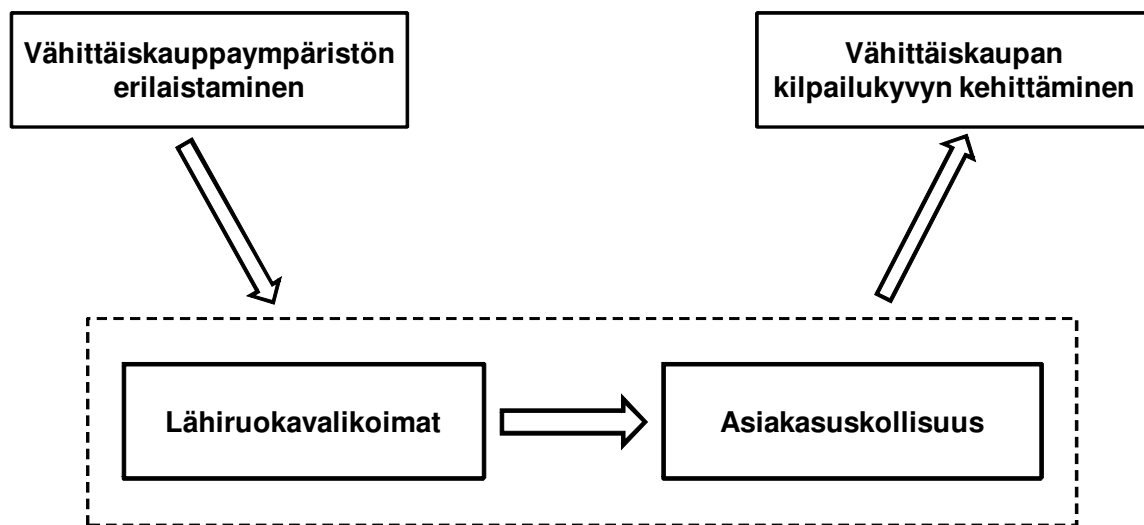 Vähittäiskauppaympäristön
erilaistaminen
Vähittäiskaupan
kilpailukyvyn kehittäminen
Lähiruokavalikoimat
Asiakasuskollisuus